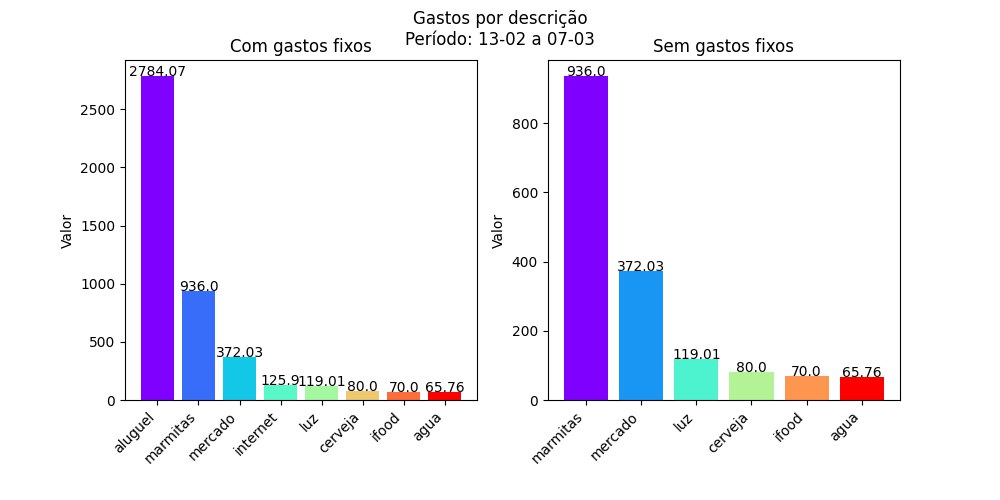 Gastos por descrição
Período: 13-02 a 07-03
Com gastos fixos
Valor
2500
2000
1500
1000
500
0
2784.07
936.0
372.03
125.9
119.01
80.0
70.0
65.76
aluguel
marmitas
mercado
internet
luz
cerveja
ifood
agua
Sem gastos fixos
Valor
800
600
400
200
0
936.0
372.03
119.01
80.0
70.0
65.76
marmitas
mercado
luz
cerveja
ifood
agua